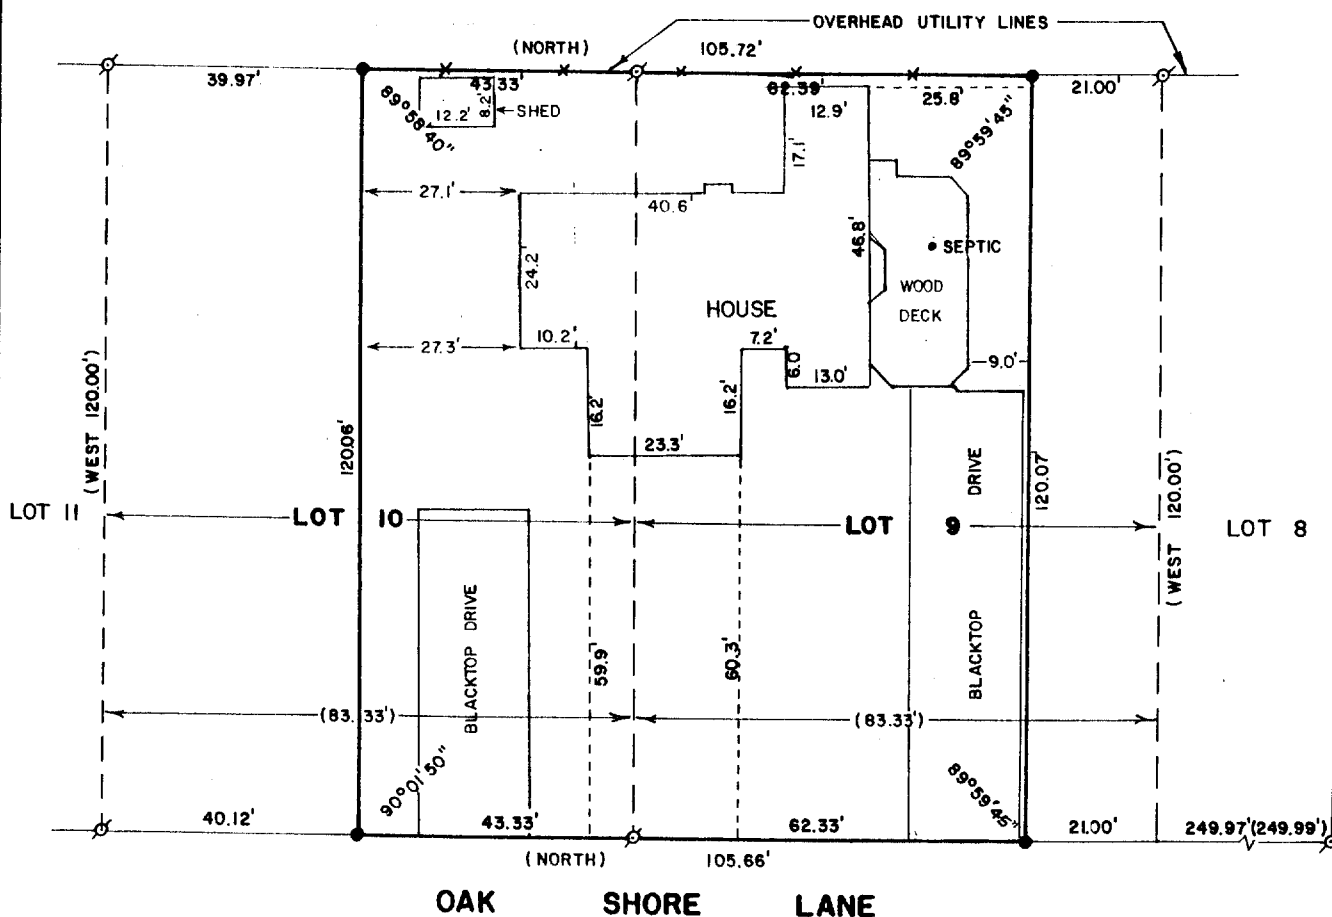 OVERHEAD UTILITY LINES
(NORTH) 105.72'
39.97' 43.33' 62.39' 21.00'
12.2' 8.2' SHED 12.9' 25.8'
89°58'40" 89°59'45"
17.1'
27.1' 40.6'
24.2' 46.8' SEPTIC
WOOD
DECK
HOUSE
27.3' 10.2' 7.2' 6.0' 13.0' 9.0'
16.2' 16.2'
23.3'
(WEST 120.00') 120.06' 120.07' (WEST 120.00')
LOT 11 LOT 10 LOT 9 LOT 8
BLACKTOP DRIVE 59.9' 60.3' BLACKTOP DRIVE
(83.33') (83.33')
90°01'50" 89°59'45"
40.12' 43.33' 62.33' 21.00' 249.97'(249.99')
(NORTH) 105.66'
OAK SHORE LANE